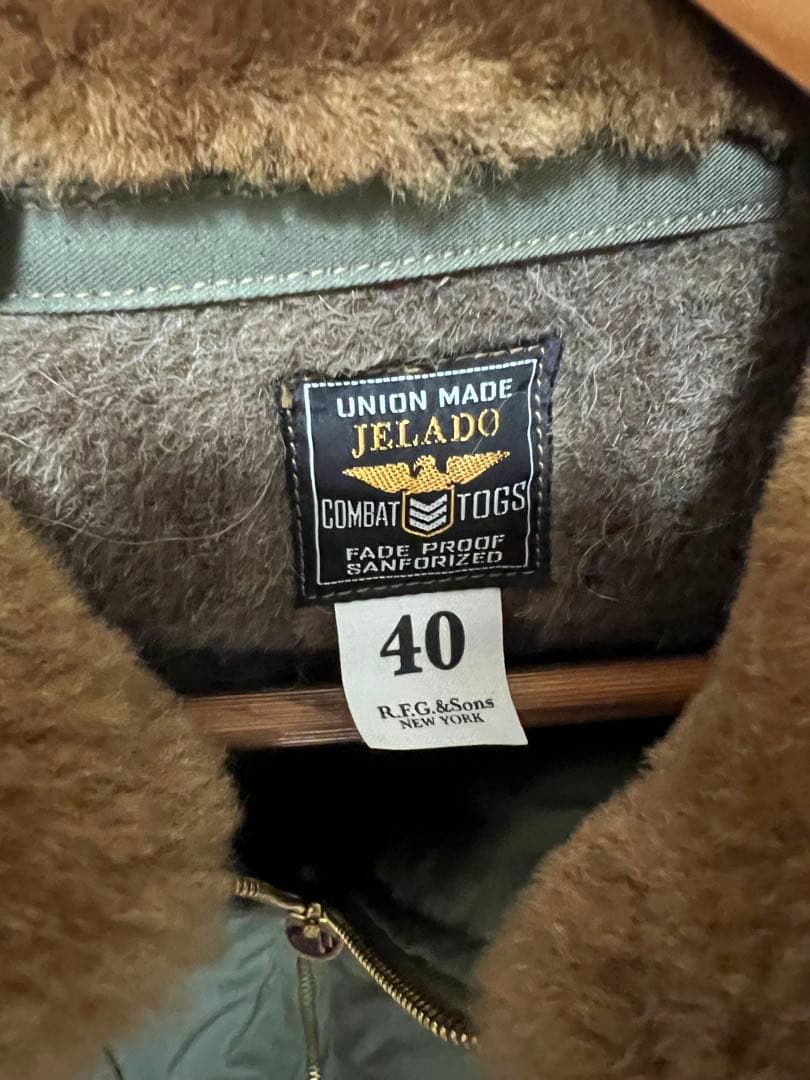 UNION MADE
JELADO
COMBAT TOGS
FADE PROOF
SANFORIZED
40
R.F.G.&Sons
NEW YORK